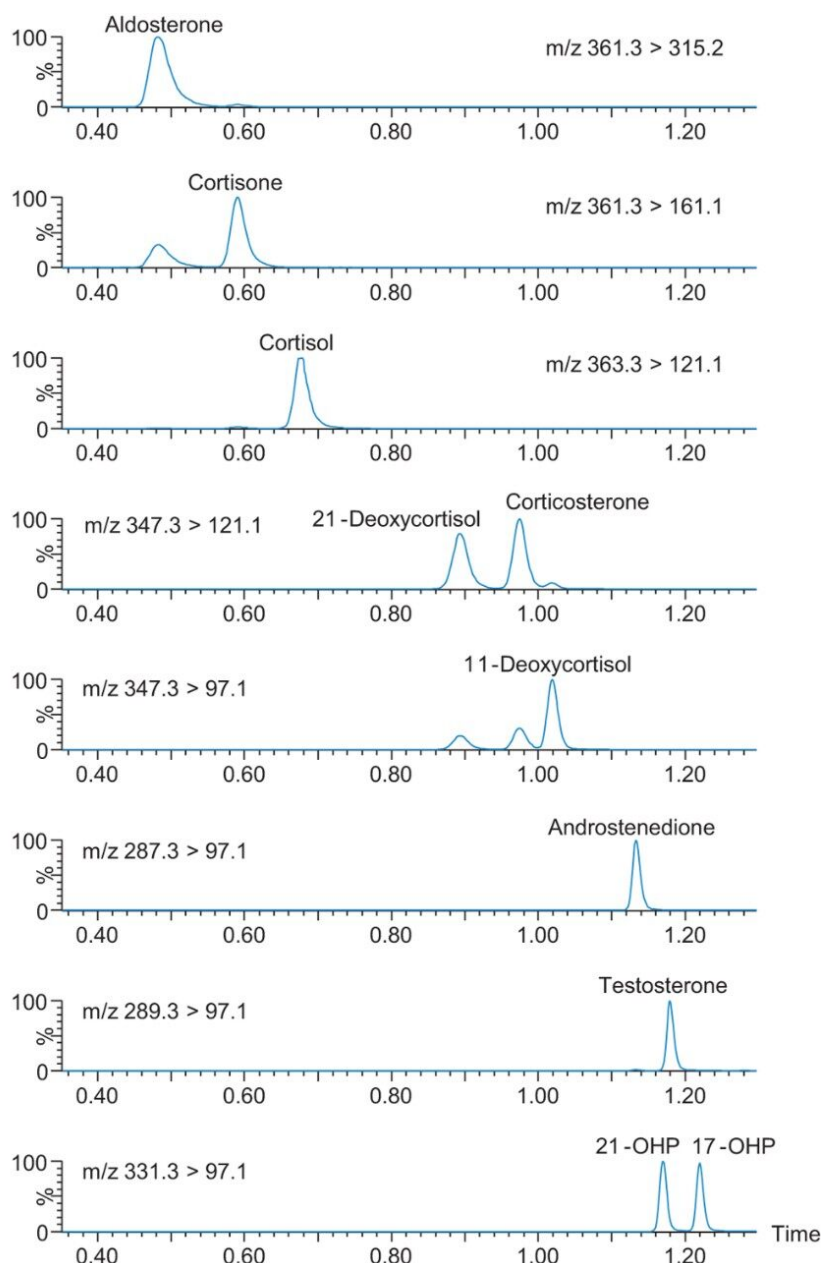 Aldosterone
m/z 361.3 > 315.2
100
%
0
0.40 0.60 0.80 1.00 1.20
Cortisone
m/z 361.3 > 161.1
100
%
0
0.40 0.60 0.80 1.00 1.20
Cortisol
m/z 363.3 > 121.1
100
%
0
0.40 0.60 0.80 1.00 1.20
m/z 347.3 > 121.1 21-Deoxycortisol Corticosterone
100
%
0
0.40 0.60 0.80 1.00 1.20
11-Deoxycortisol
m/z 347.3 > 97.1
100
%
0
0.40 0.60 0.80 1.00 1.20
Androstenedione
m/z 287.3 > 97.1
100
%
0
0.40 0.60 0.80 1.00 1.20
Testosterone
m/z 289.3 > 97.1
100
%
0
0.40 0.60 0.80 1.00 1.20
21-OHP 17-OHP
m/z 331.3 > 97.1
100
%
0
Time
0.40 0.60 0.80 1.00 1.20